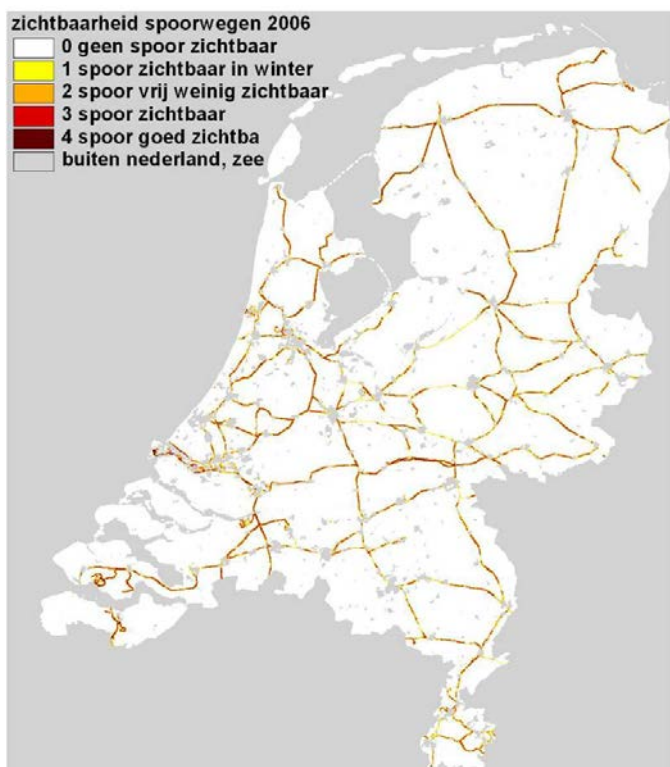 zichtbaarheid spoorwegen 2006
0 geen spoor zichtbaar
1 spoor zichtbaar in winter
2 spoor vrij weinig zichtbaar
3 spoor zichtbaar
4 spoor goed zichtba
buiten nederland, zee